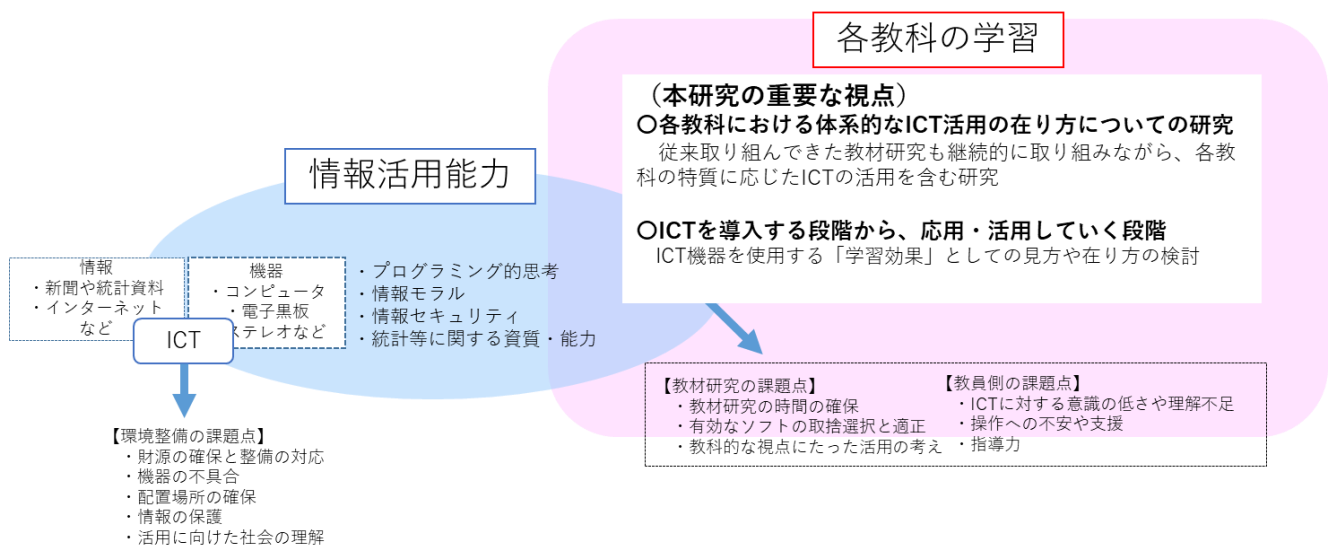 各教科の学習
（本研究の重要な視点）
〇各教科における体系的なICT活用の在り方についての研究
従来取り組んできた教材研究も継続的に取り組みながら、各教
科の特質に応じたICTの活用を含む研究
〇ICTを導入する段階から、応用・活用していく段階
ICT機器を使用する「学習効果」としての見方や在り方の検討
情報活用能力
情報
・新聞や統計資料
・インターネット
など
機器
・コンピュータ
・電子黒板
ステレオなど
ICT
・プログラミング的思考
・情報モラル
・情報セキュリティ
・統計等に関する資質・能力
【環境整備の課題点】
・財源の確保と整備の対応
・機器の不具合
・配置場所の確保
・情報の保護
・活用に向けた社会の理解
【教材研究の課題点】
・教材研究の時間の確保
・有効なソフトの取捨選択と適正
・教科的な視点にたった活用の考え
【教員側の課題点】
・ICTに対する意識の低さや理解不足
・操作への不安や支援
・指導力